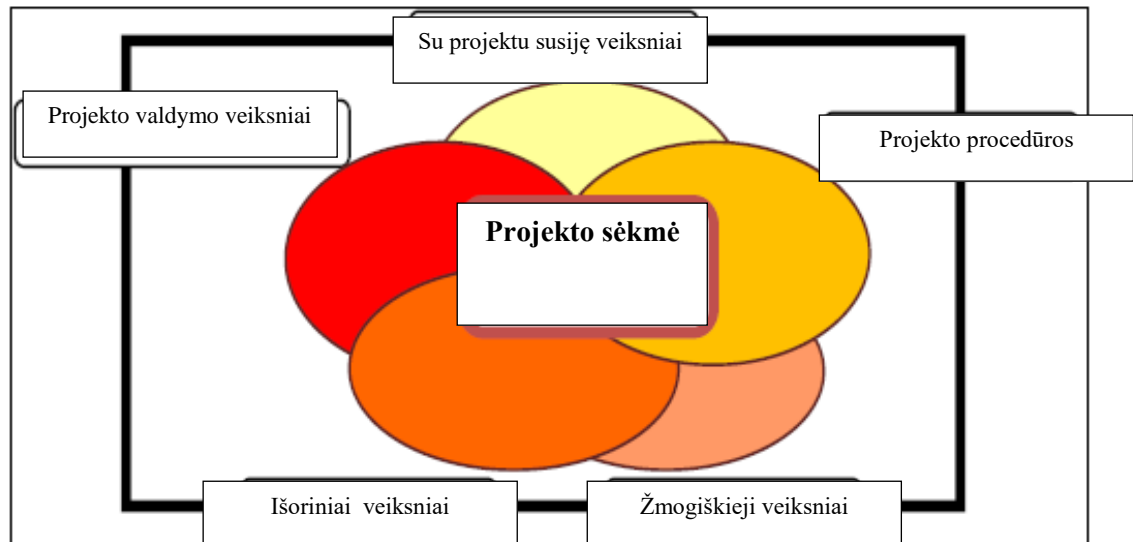 Su projektu susiję veiksniai
Projekto valdymo veiksniai
Projekto procedūros
Projekto sėkmė
Išoriniai veiksniai
Žmogiškieji veiksniai